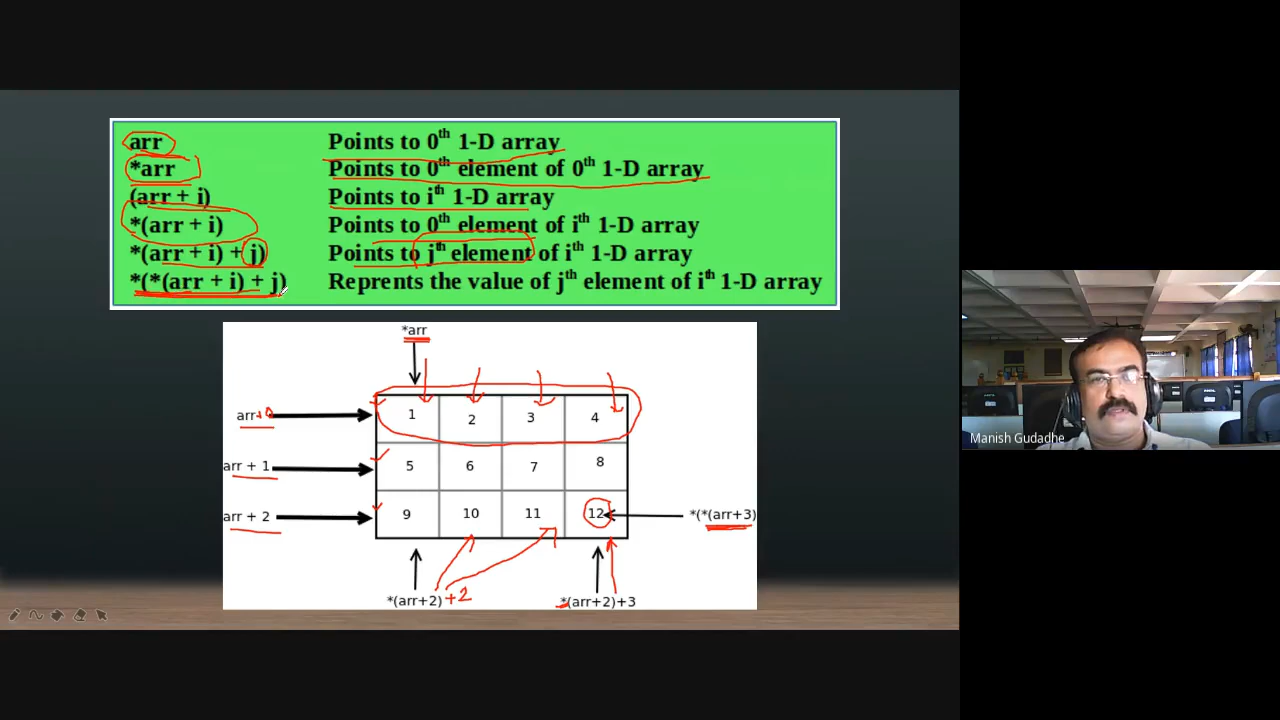 arr Points to 0th 1-D array
*arr Points to 0th element of 0th 1-D array
(arr + i) Points to ith 1-D array
*(arr + i) Points to 0th element of ith 1-D array
*(arr + i) + j) Points to jth element of ith 1-D array
*(*(arr + i) + j) Reprents the value of jth element of ith 1-D array
*arr
arr+0 1 2 3 4
arr + 1 5 6 7 8
arr + 2 9 10 11 12 *(*(arr+3)
*(arr+2) +2 *(arr+2)+3
Manish Gudadhe